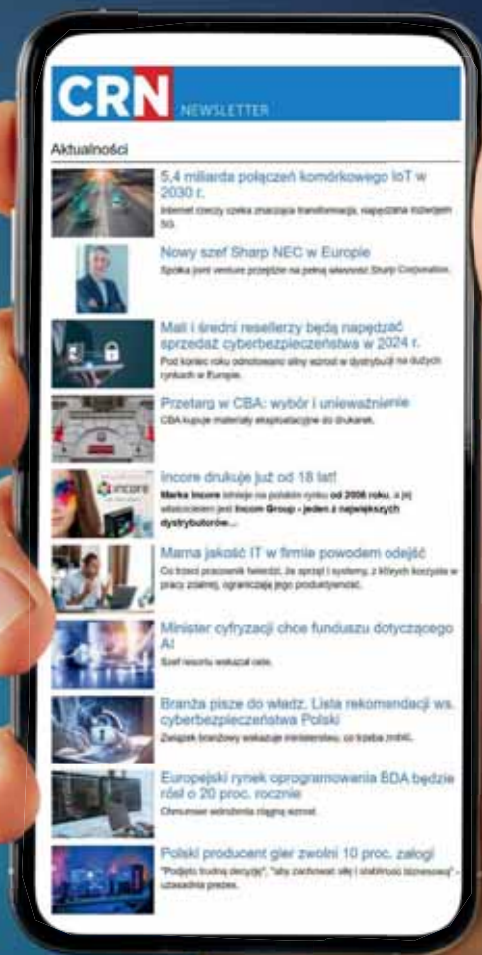 CRN NEWSLETTER
Aktualności
5,4 miliarda połączeń komórkowego IoT w
2030 r.
Internet rzeczy czeka znacząca transformacja, napędzana rozwojem
5G.
Nowy szef Sharp NEC w Europie
Spółka joint venture przejdzie na pełną własność Sharp Corporation.
Mali i średni resellerzy będą napędzać
sprzedaż cyberbezpieczeństwa w 2024 r.
Pod koniec roku odnotowano silny wzrost w dystrybucji na dużych
rynkach w Europie.
Przetarg w CBA: wybór i unieważnienie
CBA kupuje materiały eksploatacyjne do drukarek.
incore
Incore drukuje już od 18 lat!
Marka Incore istnieje na polskim rynku od 2006 roku, a jej
właścicielem jest Incom Group - jeden z największych
dystrybutorów...
Marna jakość IT w firmie powodem odejść
Co trzeci pracownik twierdzi, że sprzęt i systemy, z których korzysta w
pracy zdalnej, ograniczają jego produktywność.
Minister cyfryzacji chce funduszu dotyczącego
AI
Szef resortu wskazał cele.
Branża pisze do władz. Lista rekomendacji ws.
cyberbezpieczeństwa Polski
Związek branżowy wskazuje ministerstwu, co trzeba zrobić.
Europejski rynek oprogramowania BDA będzie
rósł o 20 proc. rocznie
Chmurowe wdrożenia ciągną wzrost.
Polski producent gier zwolni 10 proc. załogi
"Podjęto trudną decyzję", "aby zachować siłę i stabilność biznesową" -
uzasadnia prezes.